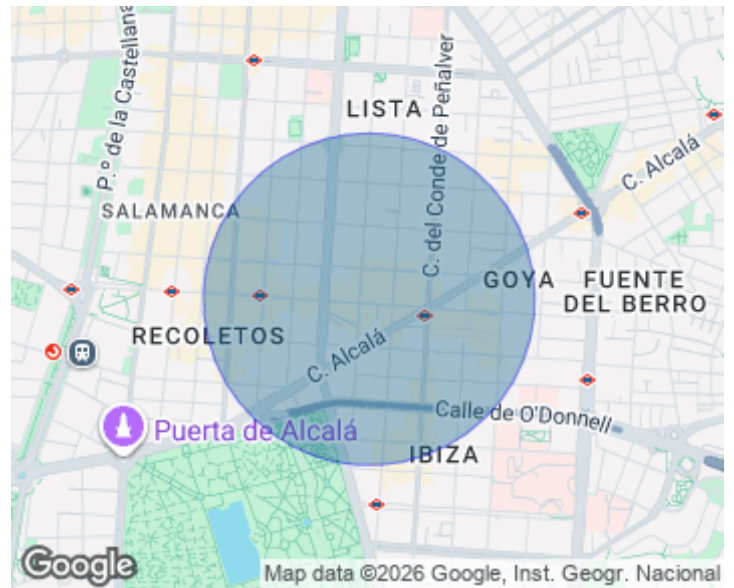 LISTA
P.º de la Castellana
C. del Conde de Peñalver
C. Alcalá
SALAMANCA
GOYA
FUENTE
DEL BERRO
RECOLETOS
C. Alcalá
Calle de O'Donnell
Puerta de Alcalá
IBIZA
Google
Map data ©2026 Google, Inst. Geogr. Nacional